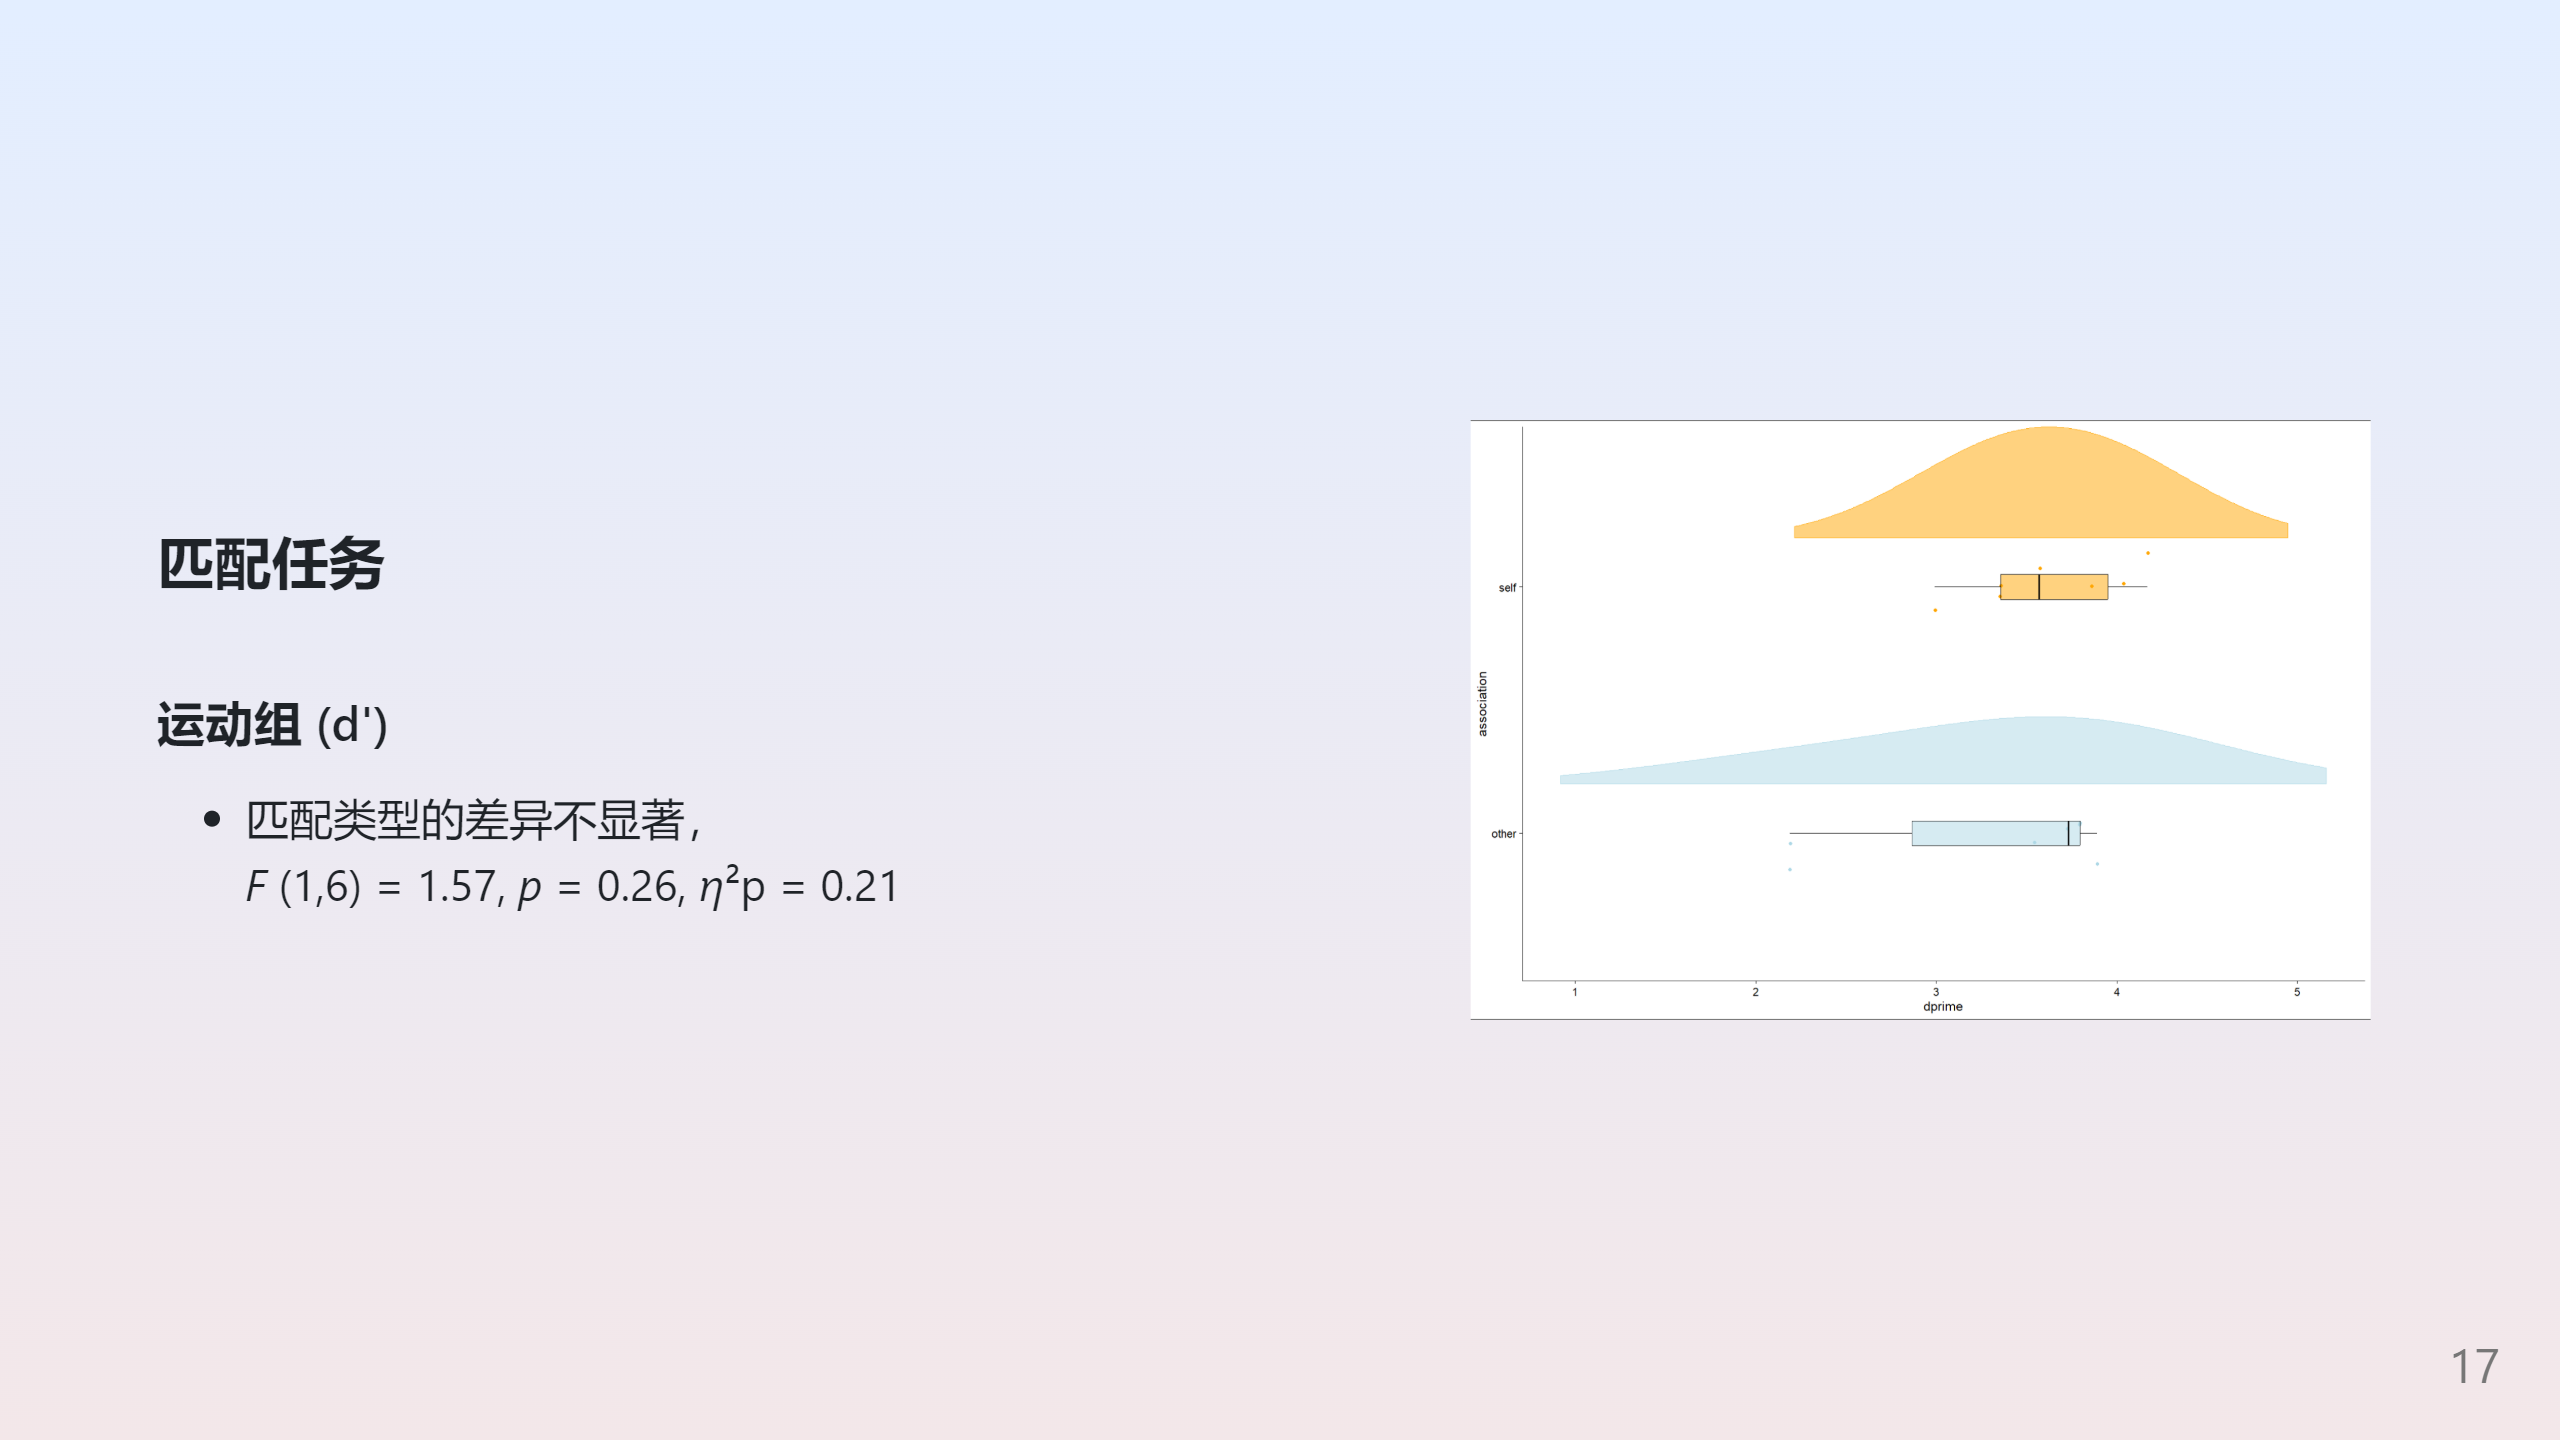 匹配任务
运动组 (d')
匹配类型的差异不显著，
F (1,6) = 1.57, p = 0.26, η²p = 0.21
self
association
other
1 2 3 4 5
dprime
17